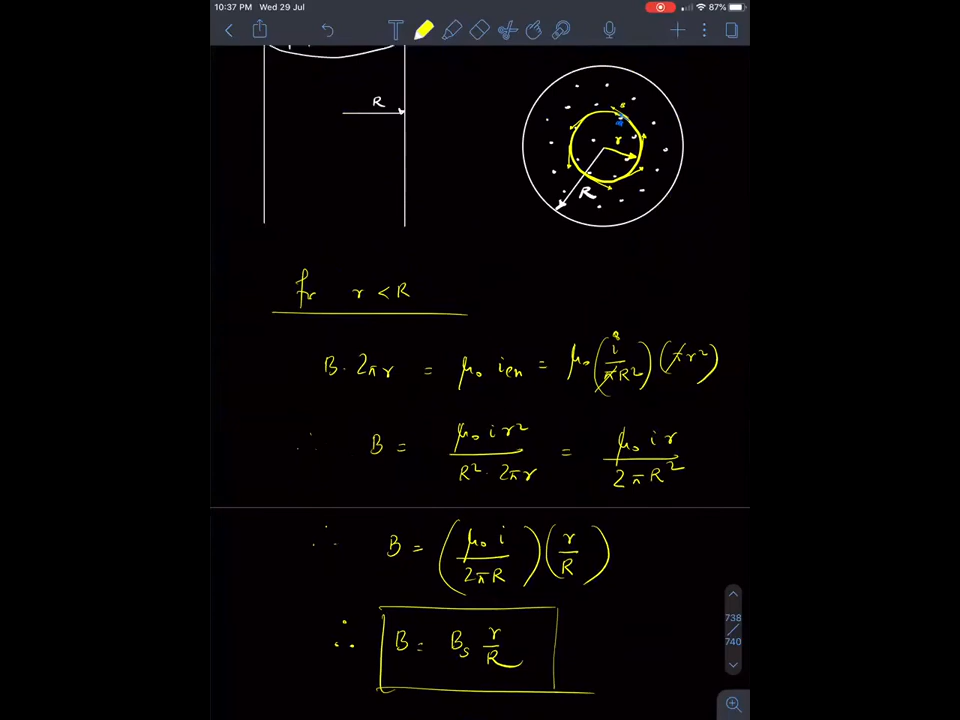 10:37 PM Wed 29 Jul
87%
T
R
r
R
for r < R
B · 2πr = μ₀ i_en = μ₀ (i/πR²) (πr²)
∴ B = μ₀ i r² / R² · 2πr = μ₀ i r / 2πR²
∴ B = (μ₀ i / 2πR) (r/R)
∴ B = B_s r/R
738
740